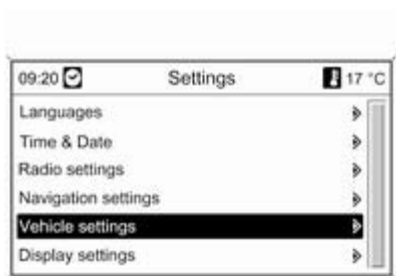 09:20 Settings 17 °C
Languages
Time & Date
Radio settings
Navigation settings
Vehicle settings
Display settings